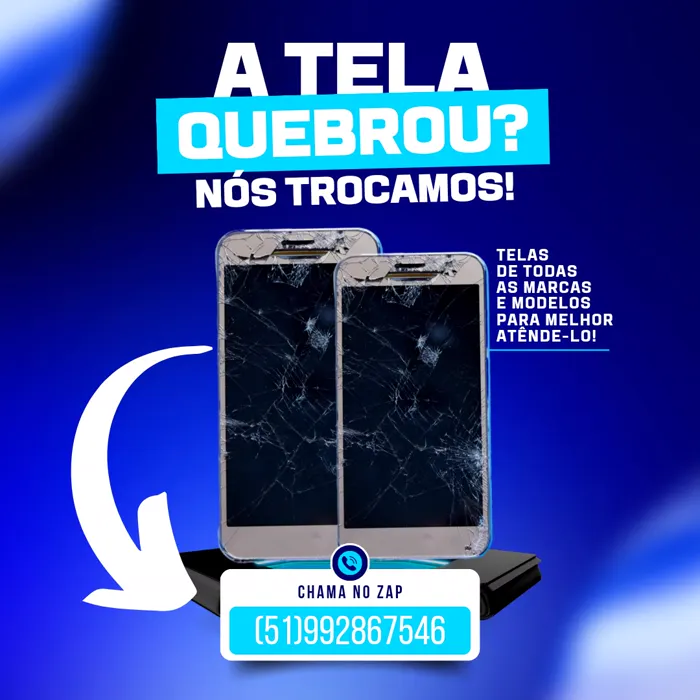 A TELA
QUEBROU?
NÓS TROCAMOS!
TELAS
DE TODAS
AS MARCAS
E MODELOS
PARA MELHOR
ATÊNDE-LO!
CHAMA NO ZAP
(51)992867546